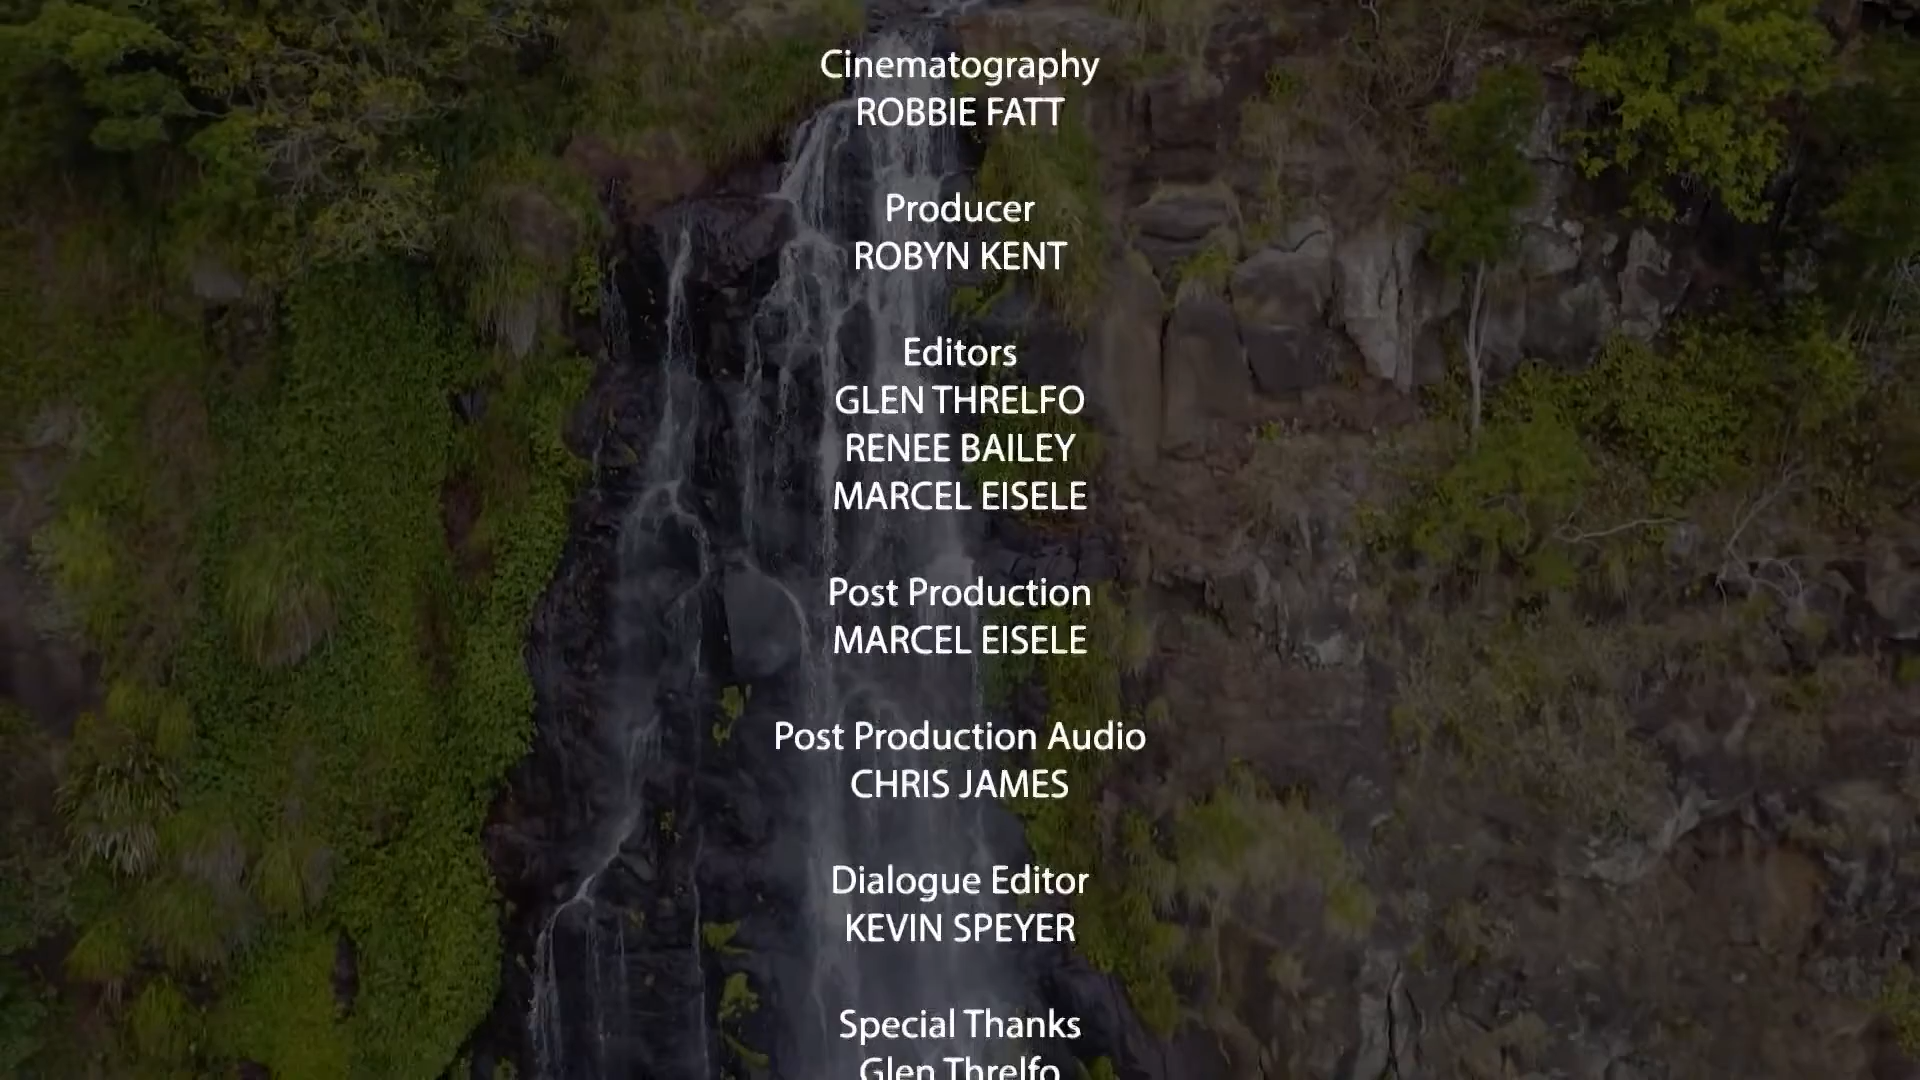 Cinematography
ROBBIE FATT
Producer
ROBYN KENT
Editors
GLEN THRELFO
RENEE BAILEY
MARCEL EISELE
Post Production
MARCEL EISELE
Post Production Audio
CHRIS JAMES
Dialogue Editor
KEVIN SPEYER
Special Thanks
Glen Threlfo